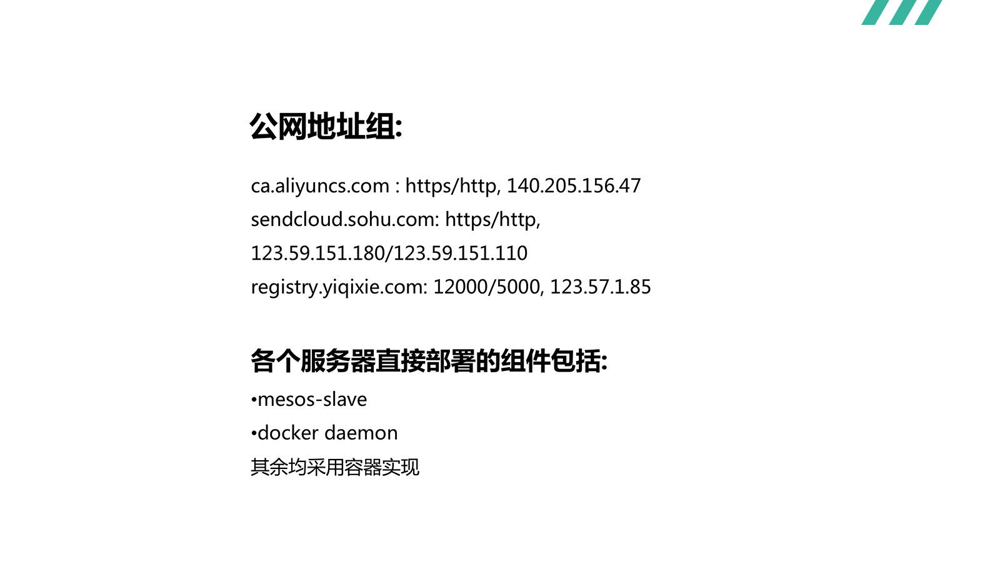 公网地址组:
ca.aliyuncs.com : https/http, 140.205.156.47
sendcloud.sohu.com: https/http,
123.59.151.180/123.59.151.110
registry.yiqixie.com: 12000/5000, 123.57.1.85
各个服务器直接部署的组件包括:
•mesos-slave
•docker daemon
其余均采用容器实现